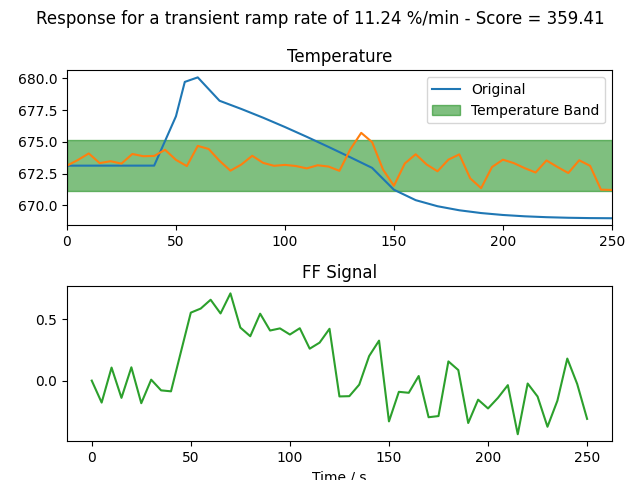 Response for a transient ramp rate of 11.24 %/min - Score = 359.41
Temperature
680.0
677.5
675.0
672.5
670.0
Original
Temperature Band
0 50 100 150 200 250
FF Signal
0.5
0.0
0 50 100 150 200 250
Time / s